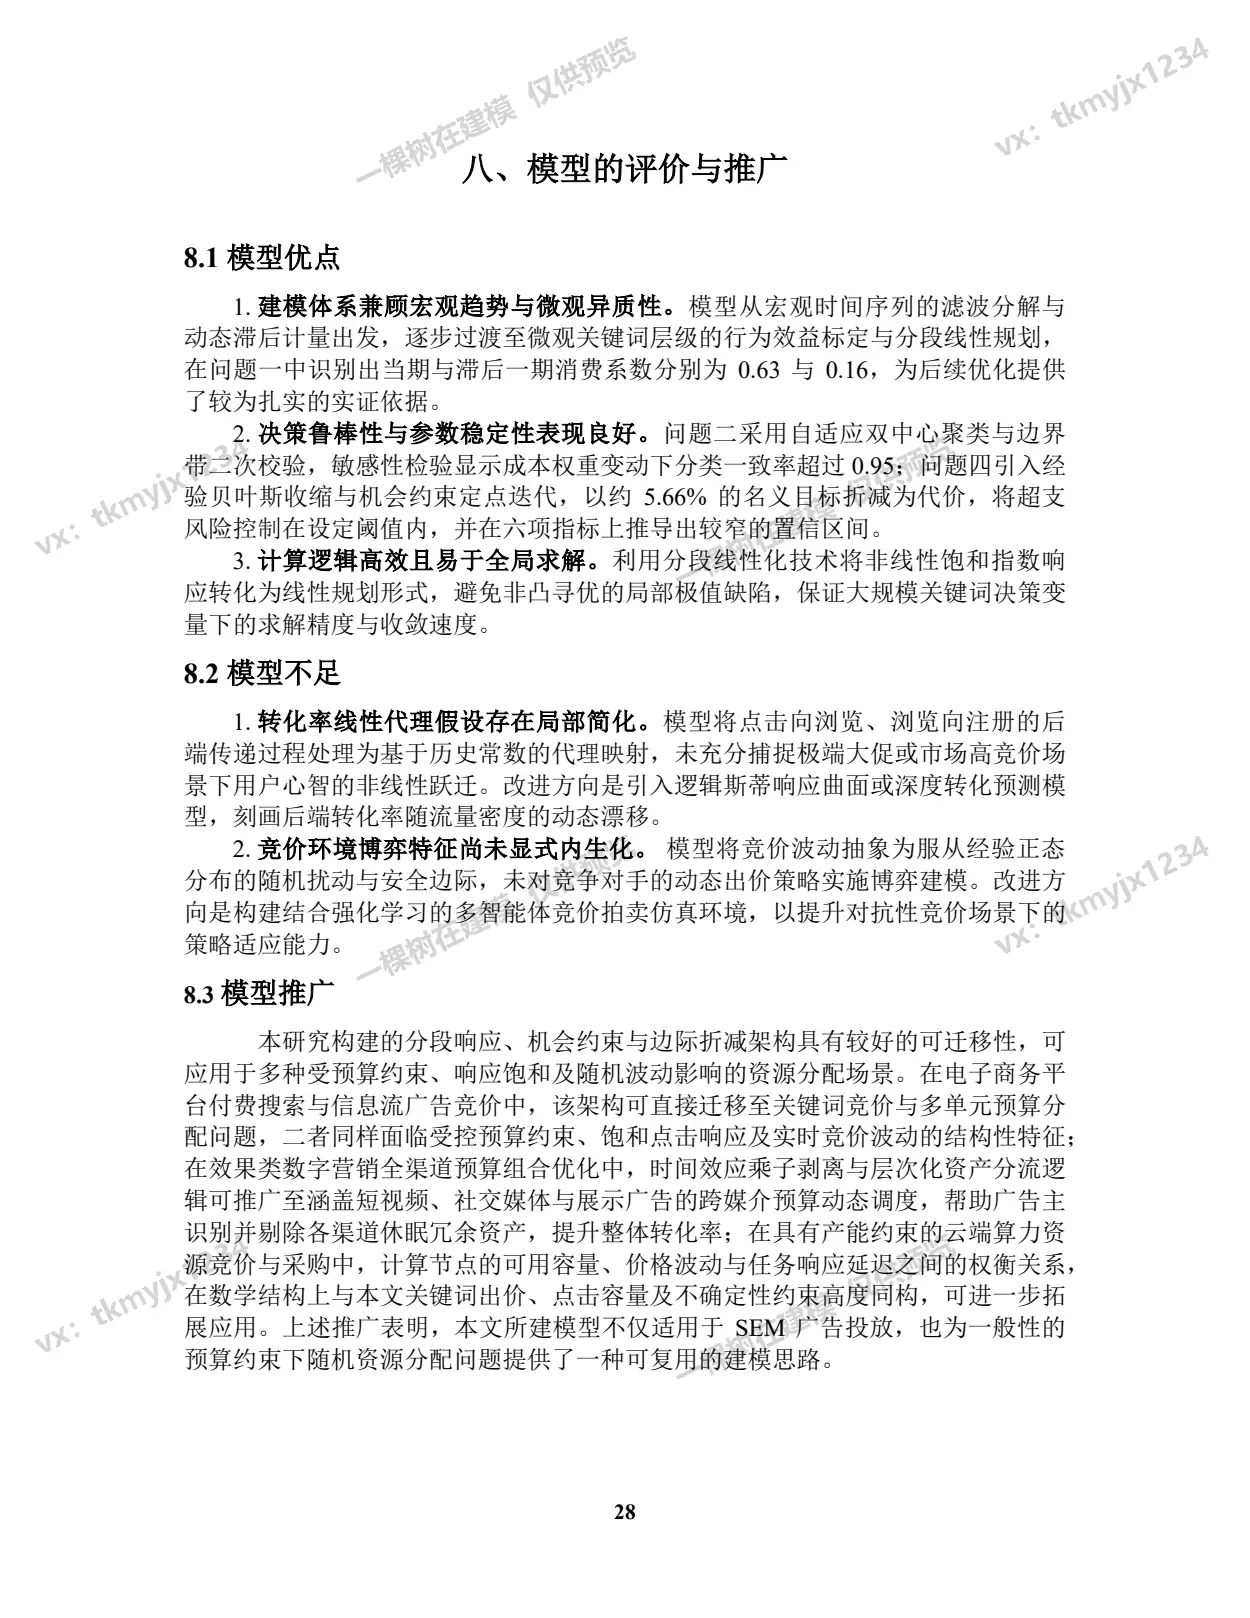 一棵树在建模 仅供预览
vx: tkmyjx1234
八、模型的评价与推广
8.1 模型优点
1. 建模体系兼顾宏观趋势与微观异质性。模型从宏观时间序列的滤波分解与
动态滞后计量出发，逐步过渡至微观关键词层级的行为效益标定与分段线性规划，
在问题一中识别出当期与滞后一期消费系数分别为 0.63 与 0.16，为后续优化提供
了较为扎实的实证依据。
2. 决策鲁棒性与参数稳定性表现良好。问题二采用自适应双中心聚类与边界
带二次校验，敏感性检验显示成本权重变动下分类一致率超过 0.95；问题四引入经
验贝叶斯收缩与机会约束定点迭代，以约 5.66% 的名义目标折减为代价，将超支
风险控制在设定阈值内，并在六项指标上推导出较窄的置信区间。
vx: tkmyjx1234
一棵树在建模 仅供预览
3. 计算逻辑高效且易于全局求解。利用分段线性化技术将非线性饱和指数响
应转化为线性规划形式，避免非凸寻优的局部极值缺陷，保证大规模关键词决策变
量下的求解精度与收敛速度。
8.2 模型不足
1. 转化率线性代理假设存在局部简化。模型将点击向浏览、浏览向注册的后
端传递过程处理为基于历史常数的代理映射，未充分捕捉极端大促或市场高竞价场
景下用户心智的非线性跃迁。改进方向是引入逻辑斯蒂响应曲面或深度转化预测模
型，刻画后端转化率随流量密度的动态漂移。
2. 竞价环境博弈特征尚未显式内生化。 模型将竞价波动抽象为服从经验正态
分布的随机扰动与安全边际，未对竞争对手的动态出价策略实施博弈建模。改进方
向是构建结合强化学习的多智能体竞价拍卖仿真环境，以提升对抗性竞价场景下的
策略适应能力。
一棵树在建模 仅供预览
vx: tkmyjx1234
8.3 模型推广
本研究构建的分段响应、机会约束与边际折减架构具有较好的可迁移性，可
应用于多种受预算约束、响应饱和及随机波动影响的资源分配场景。在电子商务平
台付费搜索与信息流广告竞价中，该架构可直接迁移至关键词竞价与多单元预算分
配问题，二者同样面临受控预算约束、饱和点击响应及实时竞价波动的结构性特征；
在效果类数字营销全渠道预算组合优化中，时间效应乘子剥离与层次化资产分流逻
辑可推广至涵盖短视频、社交媒体与展示广告的跨媒介预算动态调度，帮助广告主
识别并剔除各渠道休眠冗余资产，提升整体转化率；在具有产能约束的云端算力资
源竞价与采购中，计算节点的可用容量、价格波动与任务响应延迟之间的权衡关系，
在数学结构上与本文关键词出价、点击容量及不确定性约束高度同构，可进一步拓
展应用。上述推广表明，本文所建模型不仅适用于 SEM 广告投放，也为一般性的
预算约束下随机资源分配问题提供了一种可复用的建模思路。
vx: tkmyjx1234
一棵树在建模 仅供预览
28